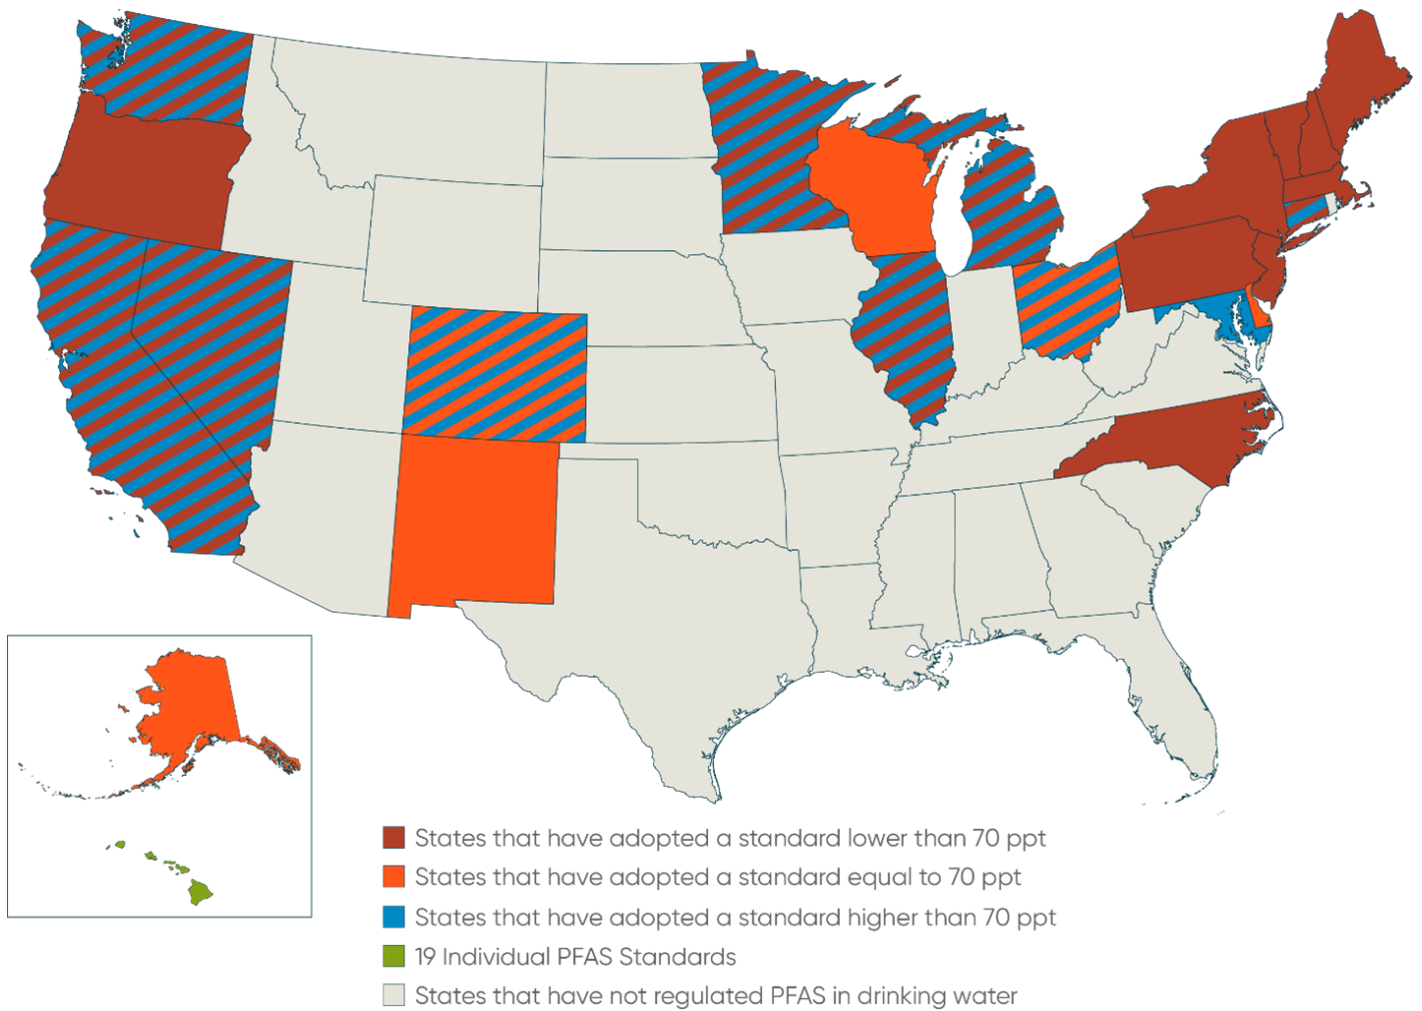 States that have adopted a standard lower than 70 ppt
States that have adopted a standard equal to 70 ppt
States that have adopted a standard higher than 70 ppt
19 Individual PFAS Standards
States that have not regulated PFAS in drinking water